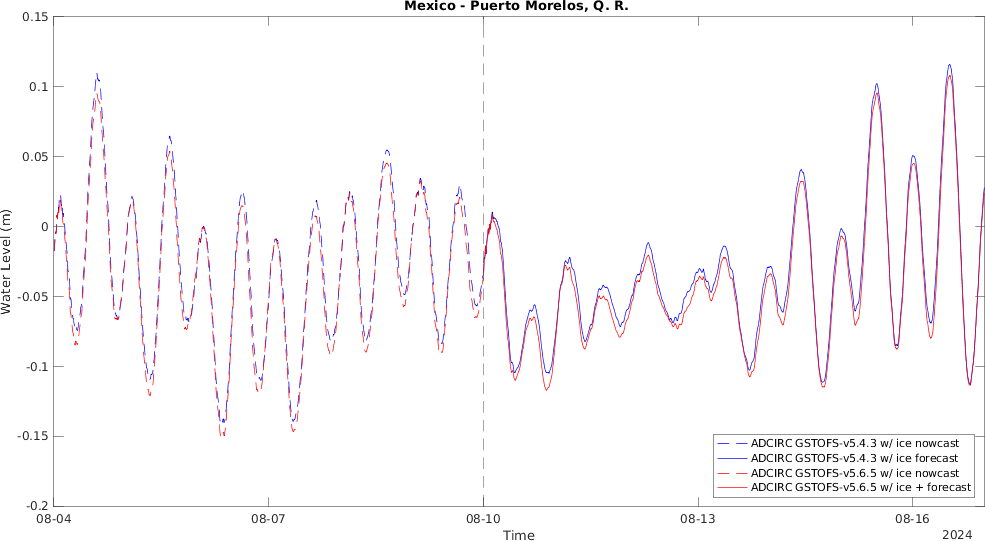 Mexico - Puerto Morelos, Q. R.
0.15
0.1
0.05
0
-0.05
-0.1
-0.15
-0.2
Water Level (m)
ADCIRC GSTOFS-v5.4.3 w/ ice nowcast
ADCIRC GSTOFS-v5.4.3 w/ ice forecast
ADCIRC GSTOFS-v5.6.5 w/ ice nowcast
ADCIRC GSTOFS-v5.6.5 w/ ice + forecast
08-04 08-07 08-10 08-13 08-16
Time
2024